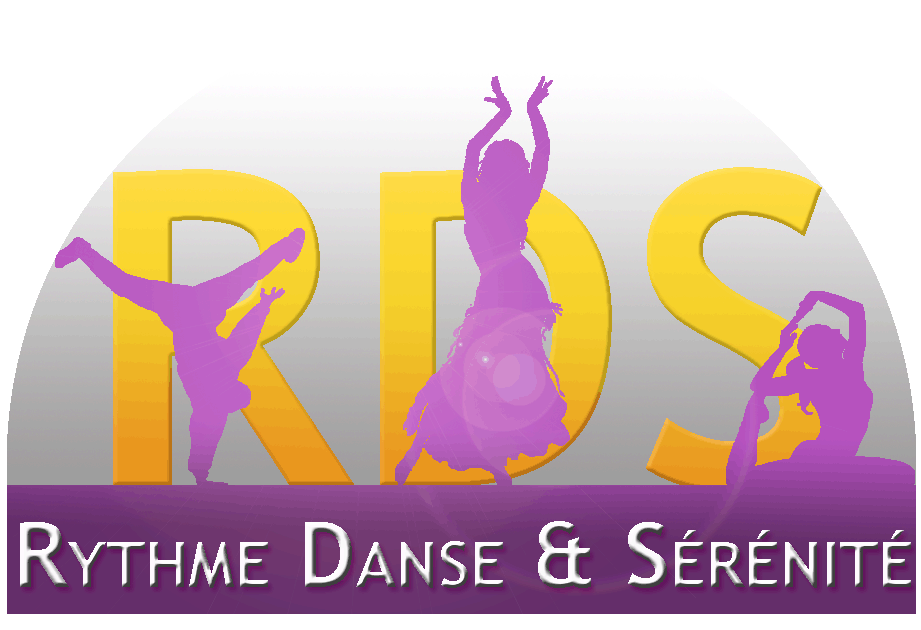 RDS
RYTHME DANSE & SÉRÉNITÉ